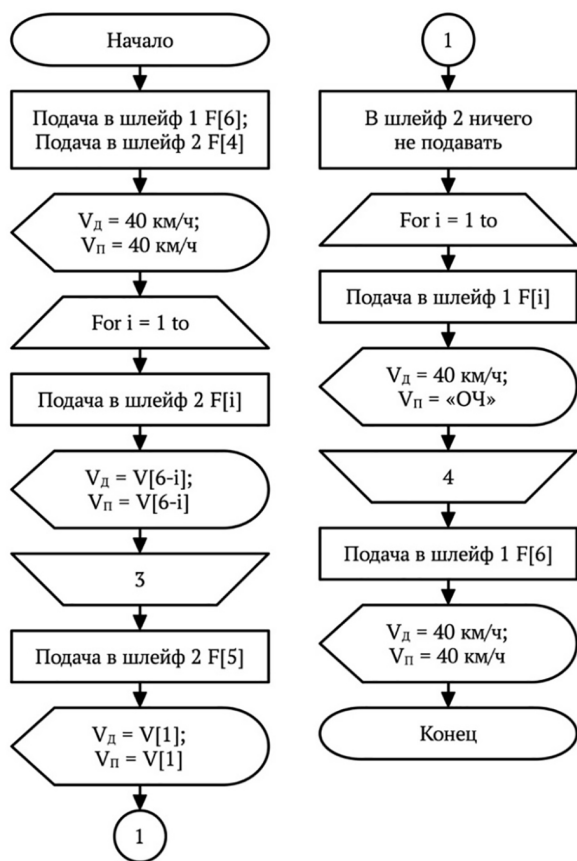 Начало
Подача в шлейф 1 F[6];
Подача в шлейф 2 F[4]
Vд = 40 км/ч;
Vп = 40 км/ч
For i = 1 to
Подача в шлейф 2 F[i]
Vд = V[6-i];
Vп = V[6-i]
3
Подача в шлейф 2 F[5]
Vд = V[1];
Vп = V[1]
1
1
В шлейф 2 ничего
не подавать
For i = 1 to
Подача в шлейф 1 F[i]
Vд = 40 км/ч;
Vп = «ОЧ»
4
Подача в шлейф 1 F[6]
Vд = 40 км/ч;
Vп = 40 км/ч
Конец